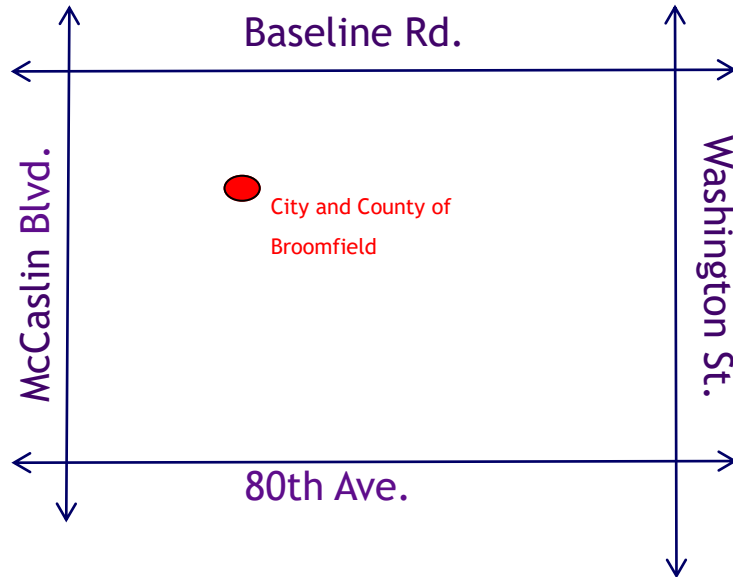 Baseline Rd.
McCaslin Blvd.
Washington St.
City and County of
Broomfield
80th Ave.